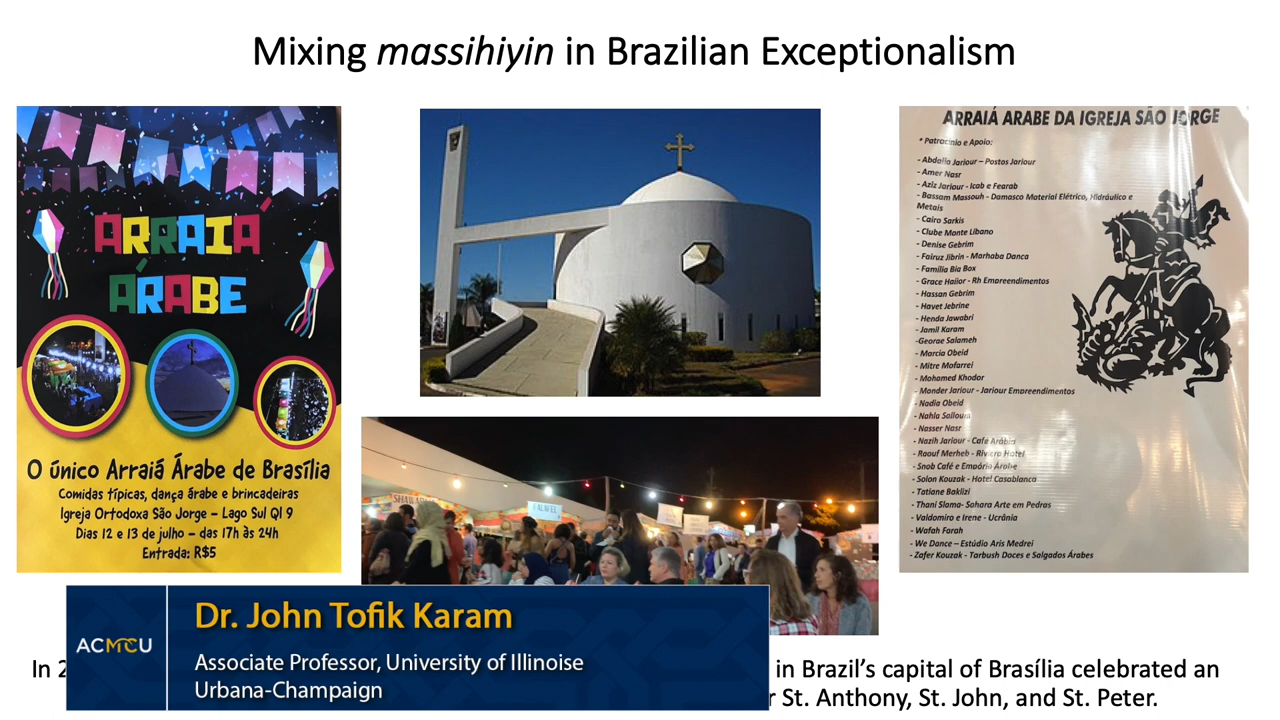 Mixing massihiyin in Brazilian Exceptionalism
ARRAIÁ
ÁRABE
O único Arraiá Árabe de Brasília
Comidas típicas, dança árabe e brincadeiras
Igreja Ortodoxa São Jorge - Lago Sul QI 9
Dias 12 e 13 de julho - das 17h às 24h
Entrada: R$5
FALAFEL
ARRAIÁ ARABE DA IGREJA SÃO JORGE
* Patrocínio e Apoio:
- Abdalla Jariour – Postos Jariour
- Amer Nasr
- Aziz Jariour - Icab e Fearab
- Bassam Massouh - Damasco Material Elétrico, Hidráulico e
Metais
- Cairo Sarkis
- Clube Monte Líbano
- Denise Gebrim
- Fairuz Jibrin - Marhaba Danca
- Família Bia Box
- Grace Hajjor - Rh Empreendimentos
- Hassan Gebrim
- Hayet Jebrine
- Henda Jawabri
- Jamil Karam
-George Salameh
- Marcia Obeid
- Mitre Mofarrei
- Mohamed Khodor
- Monder Jariour - Jariour Empreendimentos
- Nadia Obeid
- Nahla Salloum
- Nasser Nasr
- Nazih Jariour - Café Arábia
- Raouf Merheb - Riviera Hotel
- Snob Café e Empório Árabe
- Solon Kouzak - Hotel Casablanca
- Tatiane Baklizi
- Thani Slama- Sahara Arte em Pedras
- Valdomiro e Irene - Ucrânia
- Wafah Farah
- We Dance – Estúdio Aris Medrei
- Zafer Kouzak - Tarbush Doces e Salgados Árabes
ACMCU
Dr. John Tofik Karam
Associate Professor, University of Illinoise
Urbana-Champaign
In 2 in Brazil's capital of Brasília celebrated an
St. Anthony, St. John, and St. Peter.